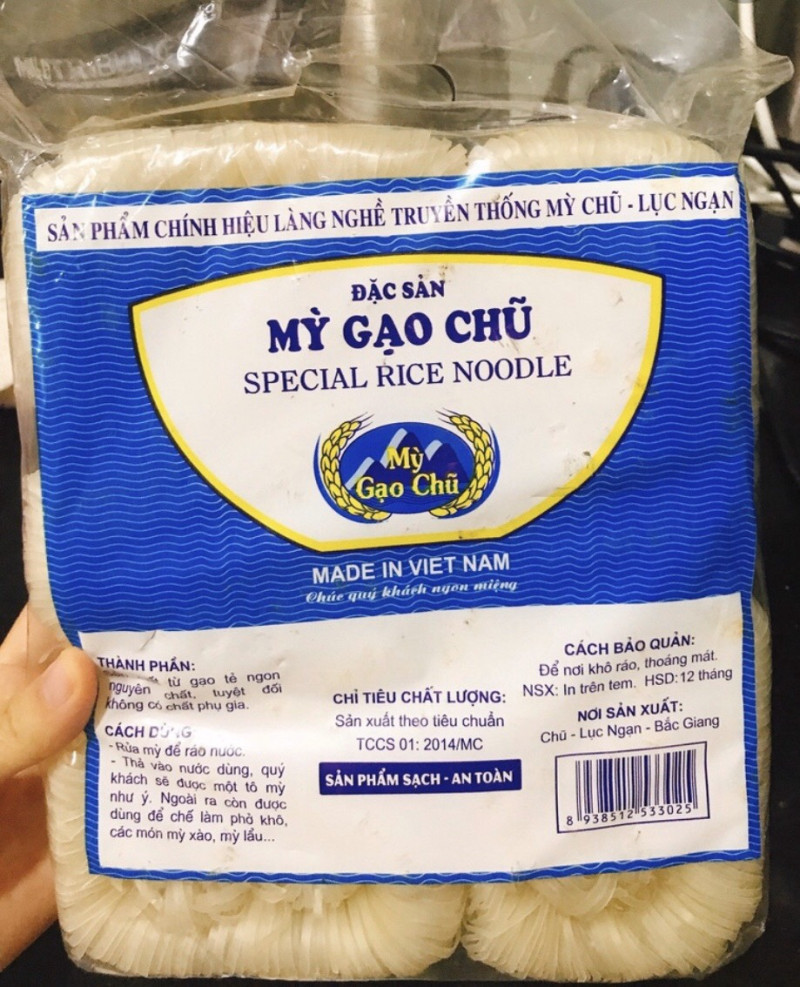 SẢN PHẨM CHÍNH HIỆU LÀNG NGHỀ TRUYỀN THỐNG MỲ CHŨ - LỤC NGẠN
ĐẶC SẢN
MỲ GẠO CHŨ
SPECIAL RICE NOODLE
Mỳ
Gạo Chũ
MADE IN VIET NAM
Chúc quý khách ngon miệng
THÀNH PHẦN:
từ gạo tẻ ngon
nguyên chất, tuyệt đối
không có chất phụ gia.
CÁCH DÙNG
- Rửa mỳ để ráo nước.
- Thả vào nước dùng, quý
khách sẽ được một tô mỳ
như ý. Ngoài ra còn được
dùng để chế làm phở khô,
các món mỳ xào, mỳ lẩu...
CHỈ TIÊU CHẤT LƯỢNG:
Sản xuất theo tiêu chuẩn
TCCS 01: 2014/MC
SẢN PHẨM SẠCH - AN TOÀN
CÁCH BẢO QUẢN:
Để nơi khô ráo, thoáng mát.
NSX: In trên tem. HSD: 12 tháng
NƠI SẢN XUẤT:
Chũ - Lục Ngạn - Bắc Giang
8 938512 533025